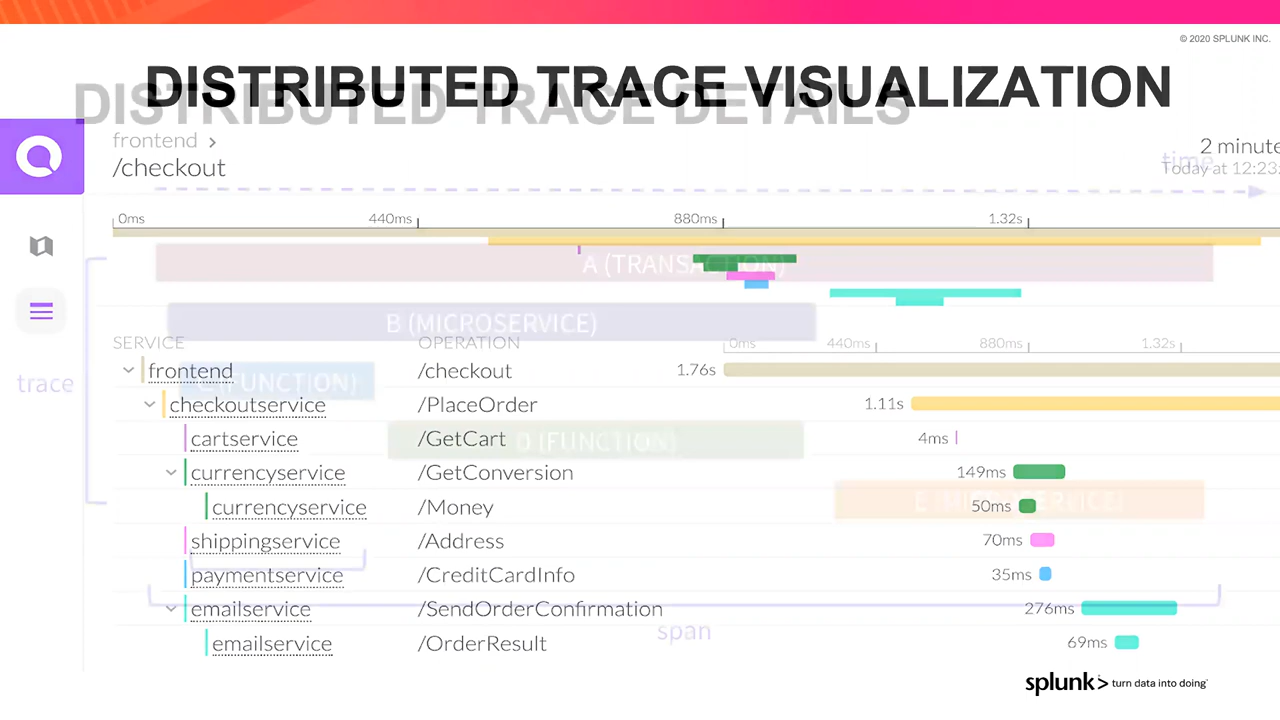 © 2020 SPLUNK INC.
DISTRIBUTED TRACE VISUALIZATION
DISTRIBUTED TRACE DETAILS
frontend >
/checkout
2 minute
time
Today at 12:23:
0ms 440ms 880ms 1.32s
A (TRANSACTION)
B (MICROSERVICE)
SERVICE OPERATION 0ms 440ms 880ms 1.32s
frontend /checkout 1.76s
(FUNCTION)
trace
checkoutservice /PlaceOrder 1.11s
cartservice /GetCart 4ms
D (FUNCTION)
currencyservice /GetConversion 149ms
currencyservice /Money 50ms
E (MICROSERVICE)
shippingservice /Address 70ms
paymentservice /CreditCardInfo 35ms
emailservice /SendOrderConfirmation 276ms
span
emailservice /OrderResult 69ms
splunk> turn data into doing®